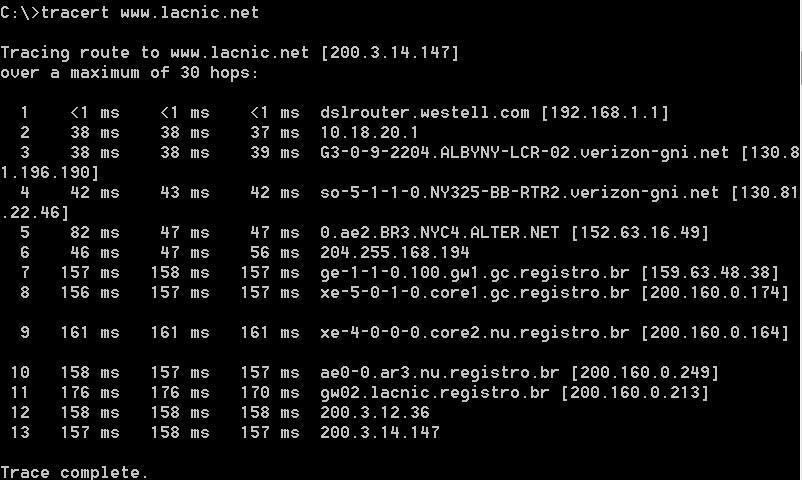 C:\>tracert www.lacnic.net
Tracing route to www.lacnic.net [200.3.14.147]
over a maximum of 30 hops:
1 <1 ms <1 ms <1 ms dslrouter.westell.com [192.168.1.1]
2 38 ms 38 ms 37 ms 10.18.20.1
3 38 ms 38 ms 39 ms G3-0-9-2204.ALBYNY-LCR-02.verizon-gni.net [130.8
1.196.190]
4 42 ms 43 ms 42 ms so-5-1-1-0.NY325-BB-RTR2.verizon-gni.net [130.81
.22.46]
5 82 ms 47 ms 47 ms 0.ae2.BR3.NYC4.ALTER.NET [152.63.16.49]
6 46 ms 47 ms 56 ms 204.255.168.194
7 157 ms 158 ms 157 ms ge-1-1-0.100.gw1.gc.registro.br [159.63.48.38]
8 156 ms 157 ms 157 ms xe-5-0-1-0.core1.gc.registro.br [200.160.0.174]
9 161 ms 161 ms 161 ms xe-4-0-0-0.core2.nu.registro.br [200.160.0.164]
10 158 ms 157 ms 157 ms ae0-0.ar3.nu.registro.br [200.160.0.249]
11 176 ms 176 ms 170 ms gw02.lacnic.registro.br [200.160.0.213]
12 158 ms 158 ms 158 ms 200.3.12.36
13 157 ms 158 ms 157 ms 200.3.14.147
Trace complete.